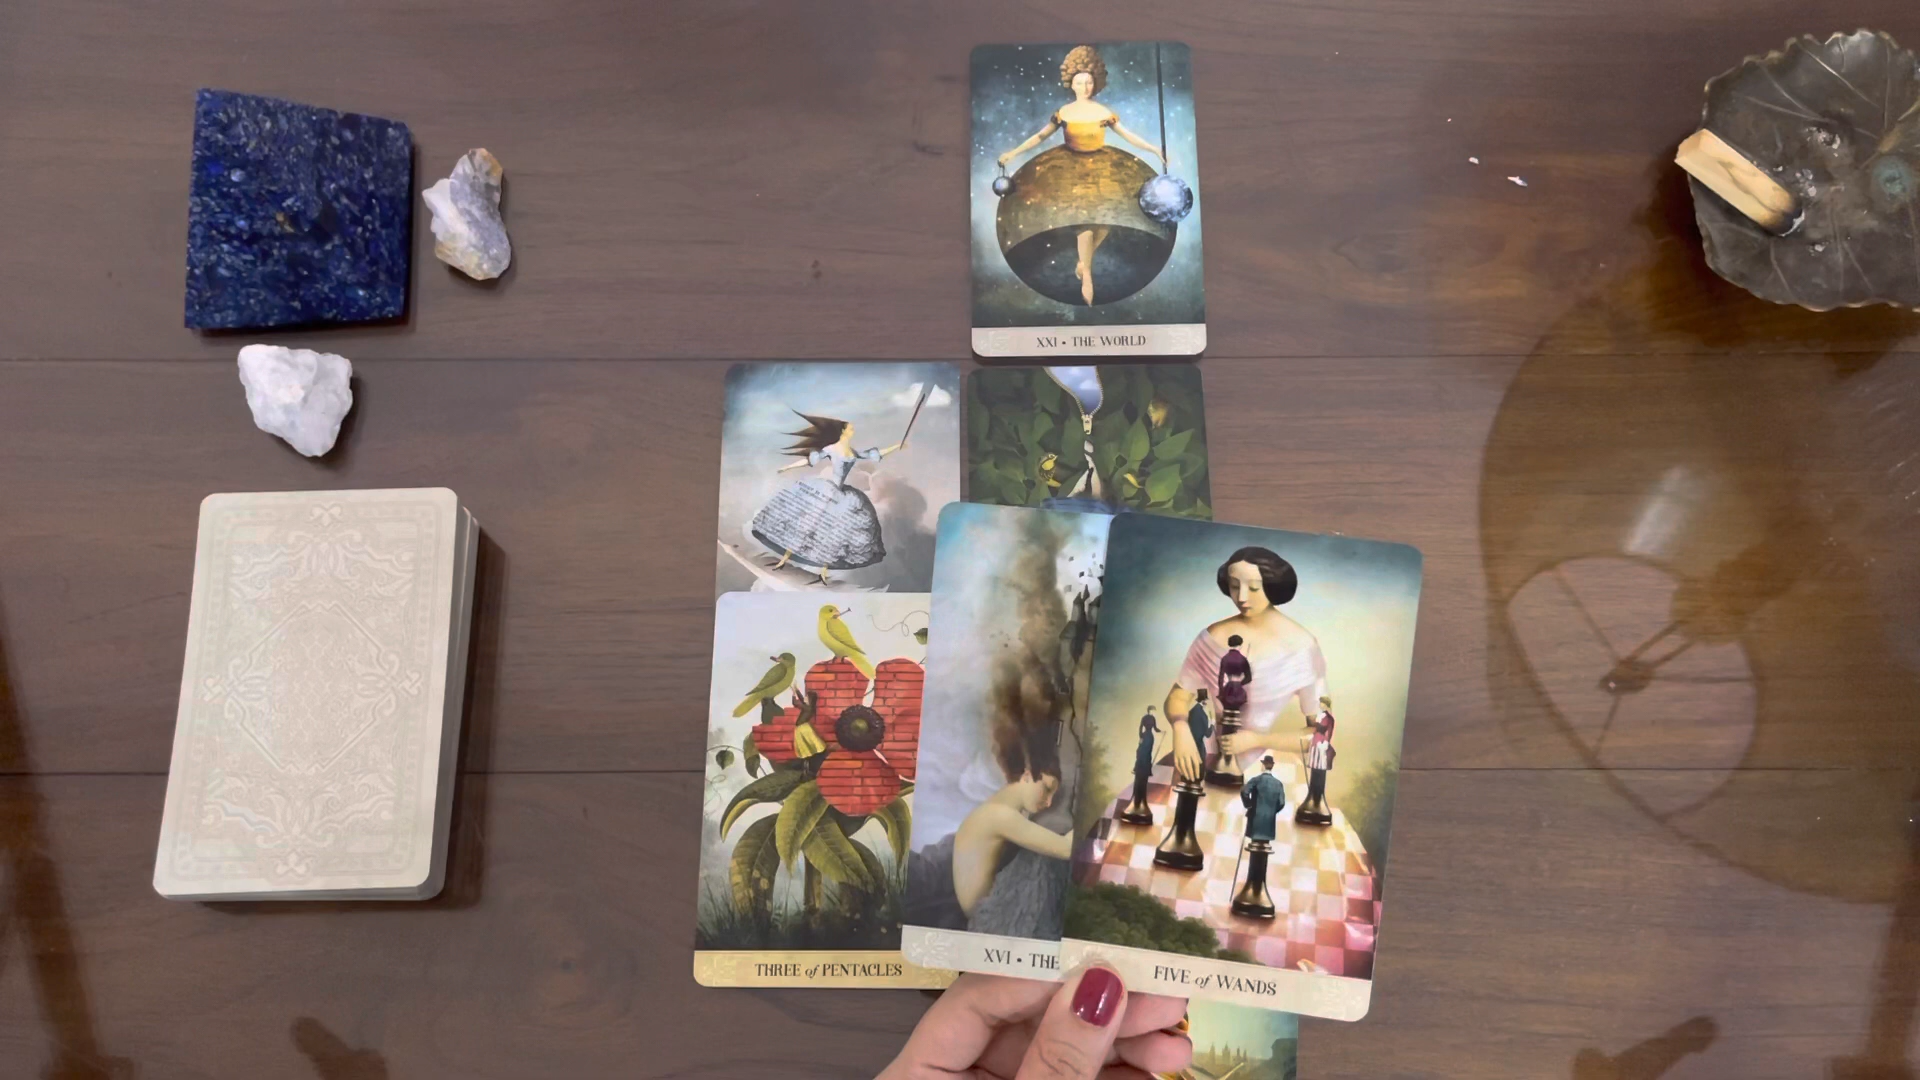 XXI • THE WORLD
THREE of PENTACLES
XVI • THE
FIVE of WANDS